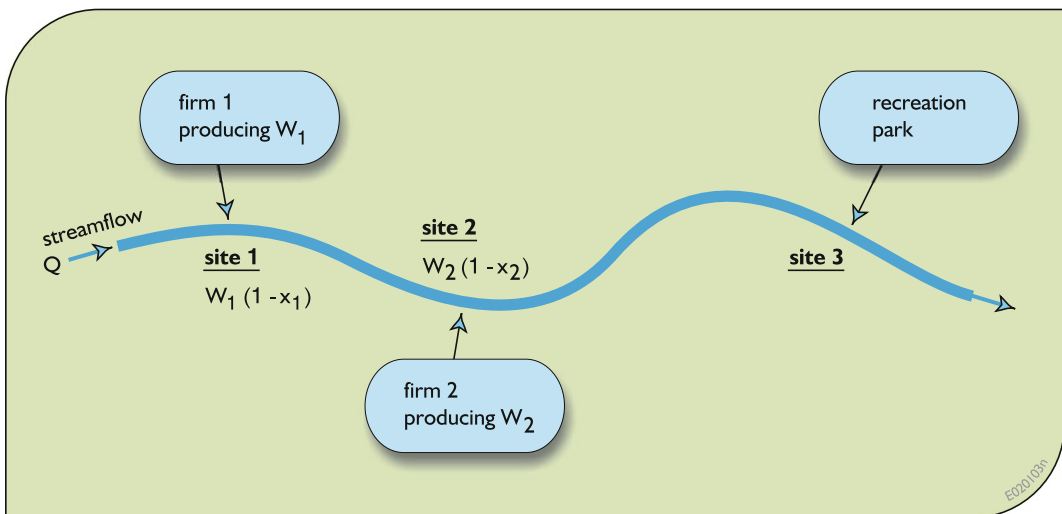 firm 1
producing W1
recreation
park
streamflow
Q
site 1
W1 (1 - x1)
site 2
W2 (1 - x2)
site 3
firm 2
producing W2
E020103n